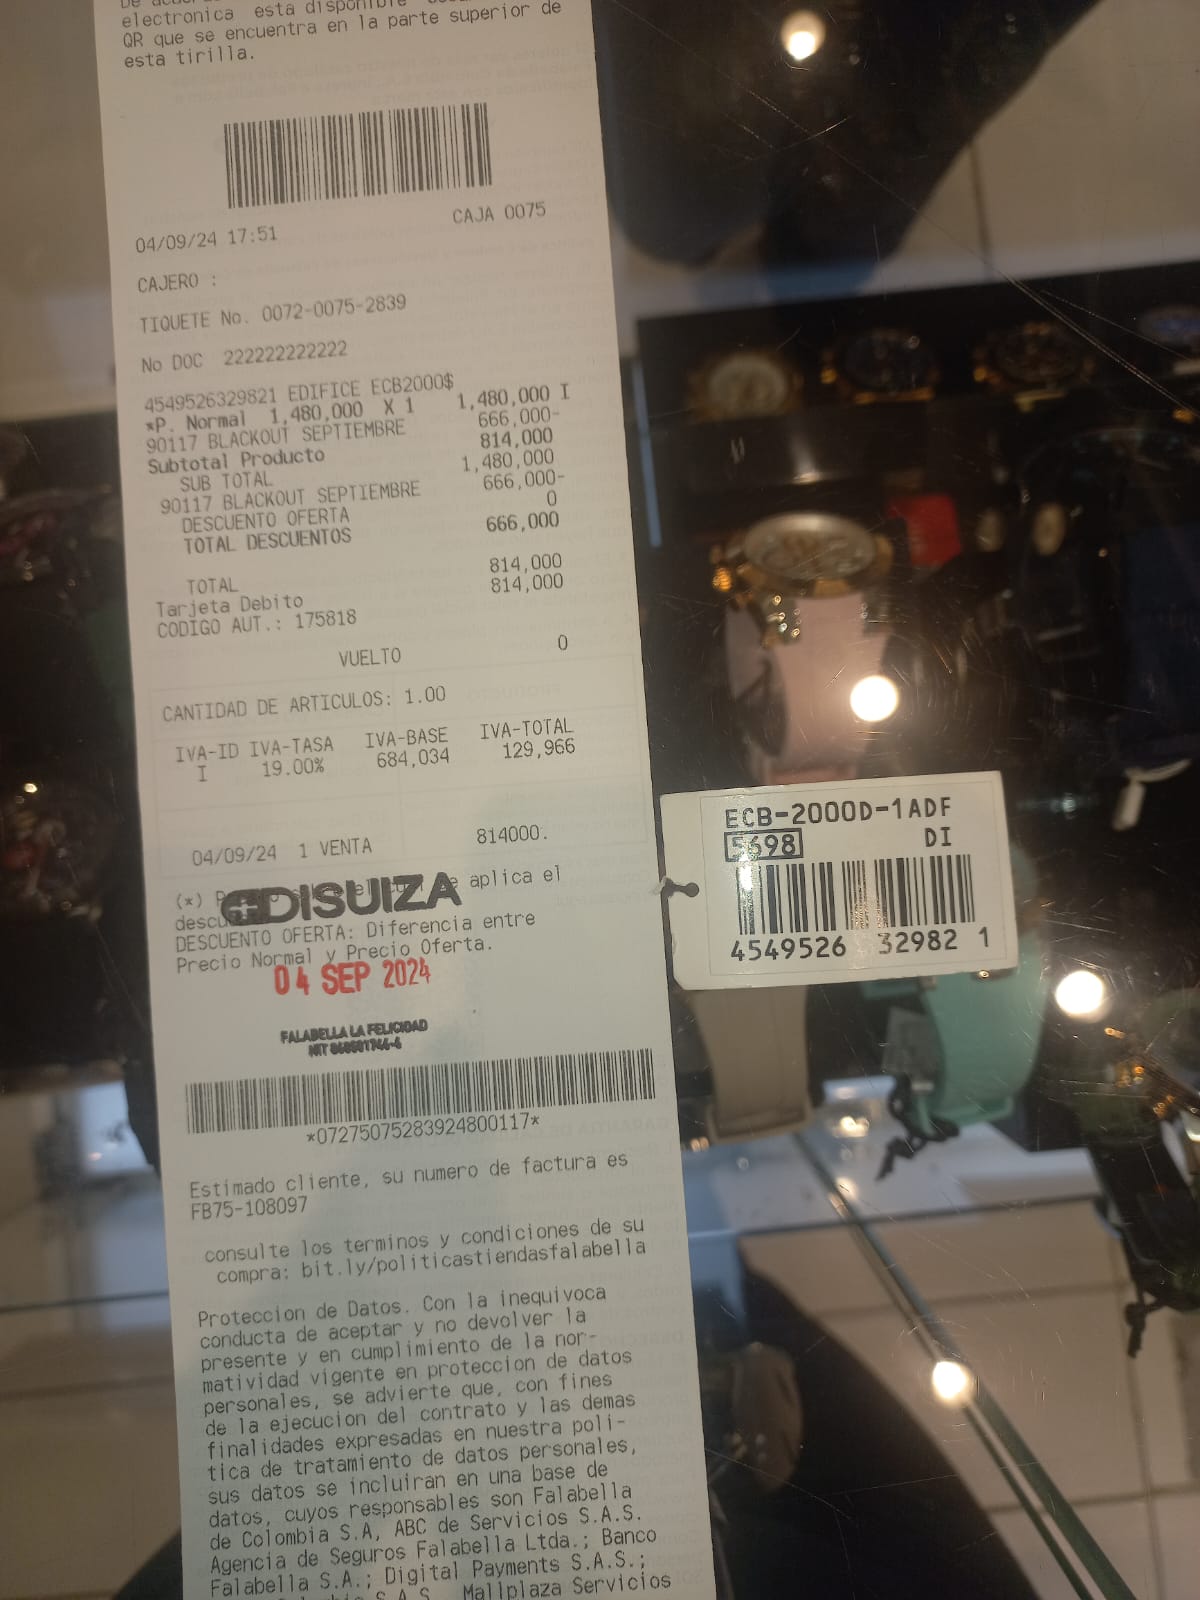 electronica esta disponible
QR que se encuentra en la parte superior de
esta tirilla.
04/09/24 17:51 CAJA 0075
CAJERO :
TIQUETE No. 0072-0075-2839
No DOC 222222222222
4549526329821 EDIFICE ECB2000$
*P. Normal 1,480,000 X 1 1,480,000 I
90117 BLACKOUT SEPTIEMBRE 666,000-
Subtotal Producto 814,000
SUB TOTAL 1,480,000
90117 BLACKOUT SEPTIEMBRE 666,000-
DESCUENTO OFERTA 0
TOTAL DESCUENTOS 666,000
TOTAL 814,000
Tarjeta Debito 814,000
CODIGO AUT.: 175818
VUELTO 0
CANTIDAD DE ARTICULOS: 1.00
IVA-ID IVA-TASA IVA-BASE IVA-TOTAL
I 19.00% 684,034 129,966
04/09/24 1 VENTA 814000.
(*) aplica el
DISUIZA
DESCUENTO OFERTA: Diferencia entre
Precio Normal y Precio Oferta.
04 SEP 2024
FALABELLA LA FELICIDAD
NIT
*07275075283924800117*
Estimado cliente, su numero de factura es
FB75-108097
consulte los terminos y condiciones de su
compra: bit.ly/politicastiendasfalabella
Proteccion de Datos. Con la inequivoca
conducta de aceptar y no devolver la
presente y en cumplimiento de la nor-
matividad vigente en proteccion de datos
personales, se advierte que, con fines
de la ejecucion del contrato y las demas
finalidades expresadas en nuestra poli-
tica de tratamiento de datos personales,
sus datos se incluiran en una base de
datos, cuyos responsables son Falabella
de Colombia S.A, ABC de Servicios S.A.S.
Agencia de Seguros Falabella Ltda.; Banco
Falabella S.A.; Digital Payments S.A.S.;
S.A.S. Mallplaza Servicios
ECB-2000D-1ADF
5698 DI
4549526 32982 1